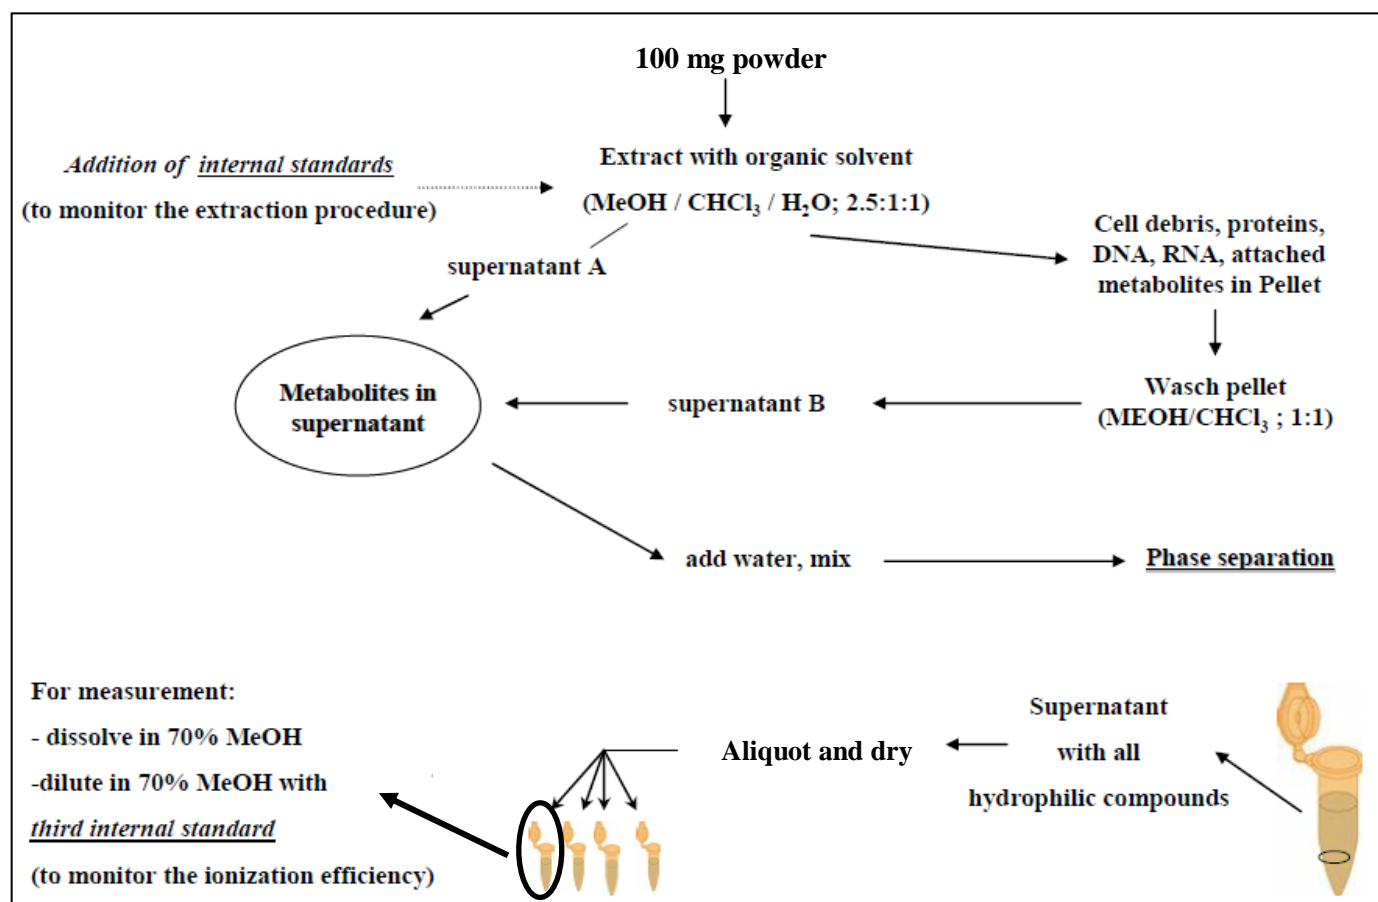 100 mg powder
Addition of internal standards
(to monitor the extraction procedure)
Extract with organic solvent
(MeOH / CHCl₃ / H₂O; 2.5:1:1)
supernatant A
Cell debris, proteins,
DNA, RNA, attached
metabolites in Pellet
Metabolites in
supernatant
supernatant B
Wasch pellet
(MEOH/CHCl₃ ; 1:1)
add water, mix
Phase separation
For measurement:
- dissolve in 70% MeOH
-dilute in 70% MeOH with
third internal standard
(to monitor the ionization efficiency)
Aliquot and dry
Supernatant
with all
hydrophilic compounds